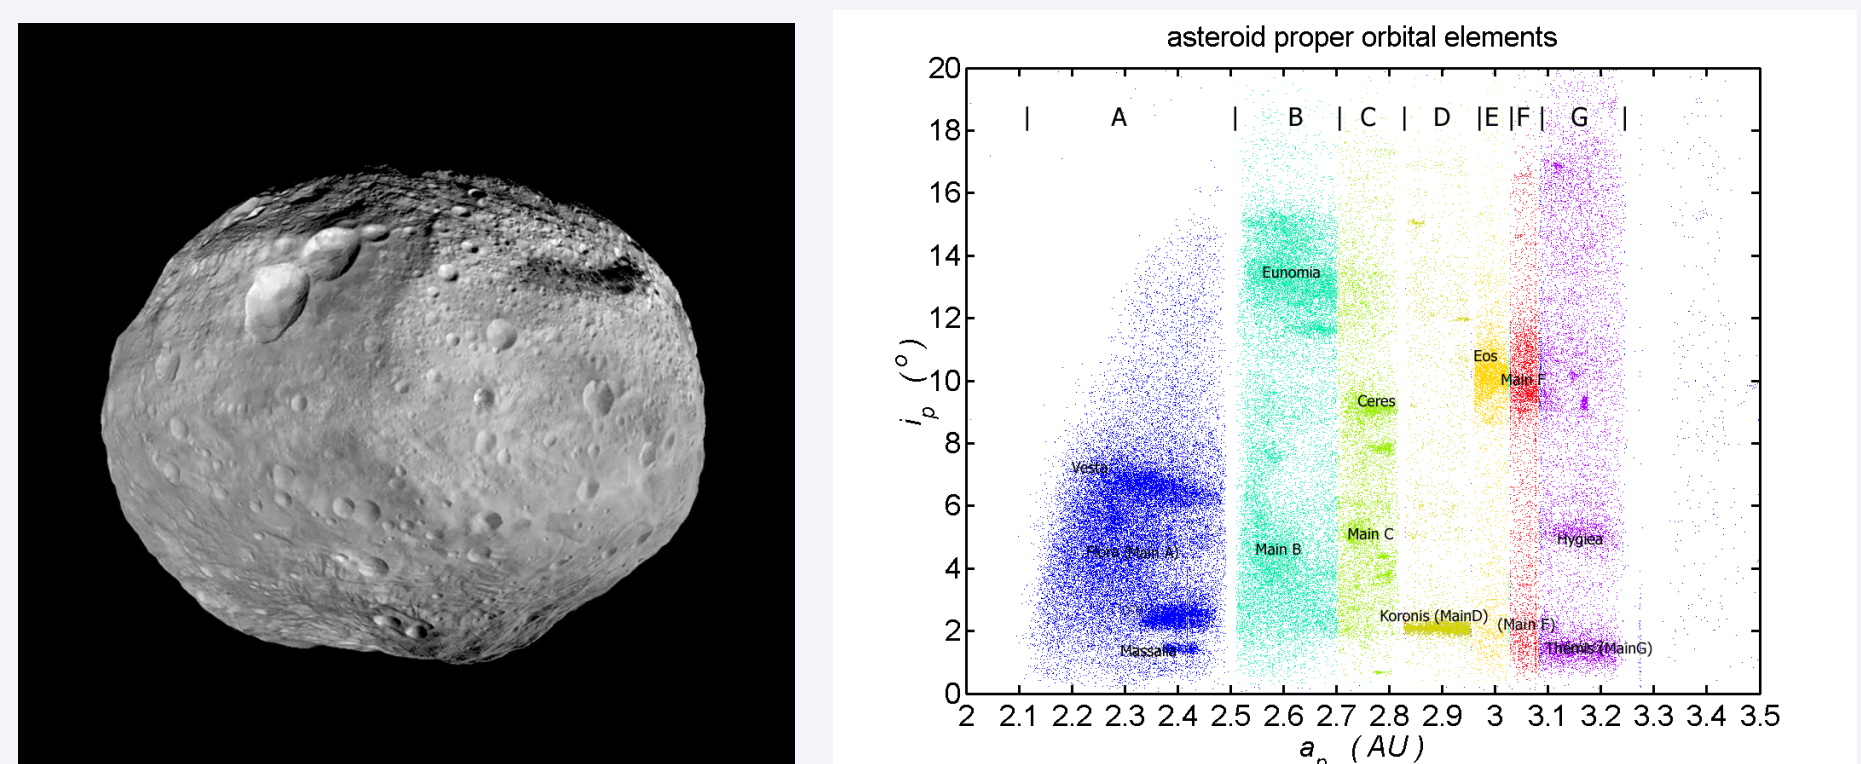 asteroid proper orbital elements
20
18
16
14
12
10
8
6
4
2
0
i_p (o)
| A | B | C | D |E |F | G |
Eunomia
Eos
Main F
Ceres
Vesta
Main C
Hygiea
Flora (Main A)
Main B
Koronis (MainD)
(Main F)
Massalia
Themis (MainG)
2 2.1 2.2 2.3 2.4 2.5 2.6 2.7 2.8 2.9 3 3.1 3.2 3.3 3.4 3.5
a_p (AU)